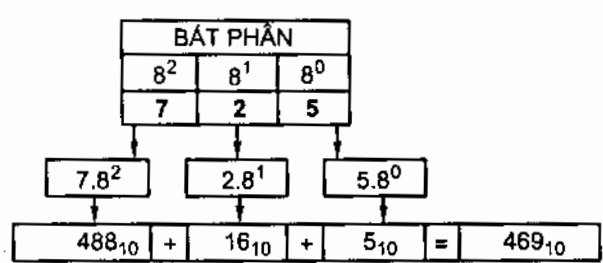 BÁT PHÂN
8² 8¹ 8⁰
7 2 5
7.8² 2.8¹ 5.8⁰
488₁₀ + 16₁₀ + 5₁₀ = 469₁₀